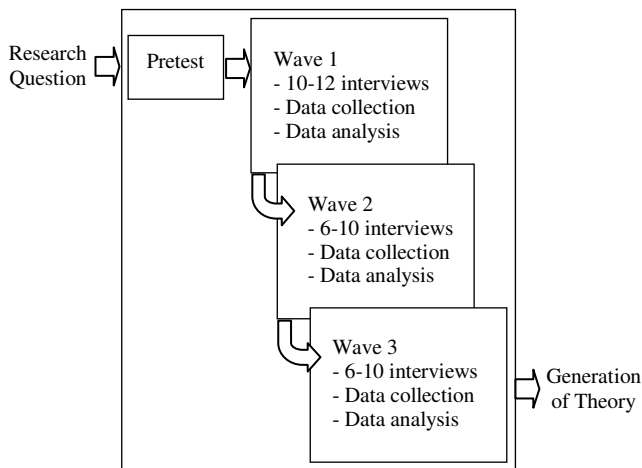 Research
Question
Pretest
Wave 1
- 10-12 interviews
- Data collection
- Data analysis
Wave 2
- 6-10 interviews
- Data collection
- Data analysis
Wave 3
- 6-10 interviews
- Data collection
- Data analysis
Generation
of Theory